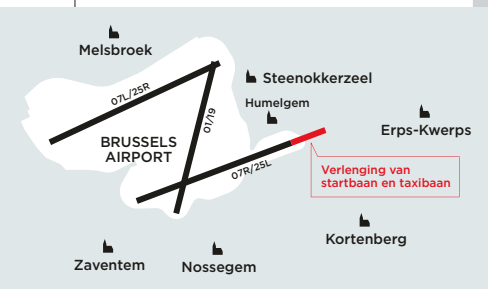 Melsbroek
Steenokkerzeel
07L/25R
Humelgem
01/19
Erps-Kwerps
BRUSSELS
AIRPORT
07R/25L
Verlenging van
startbaan en taxibaan
Kortenberg
Zaventem
Nossegem